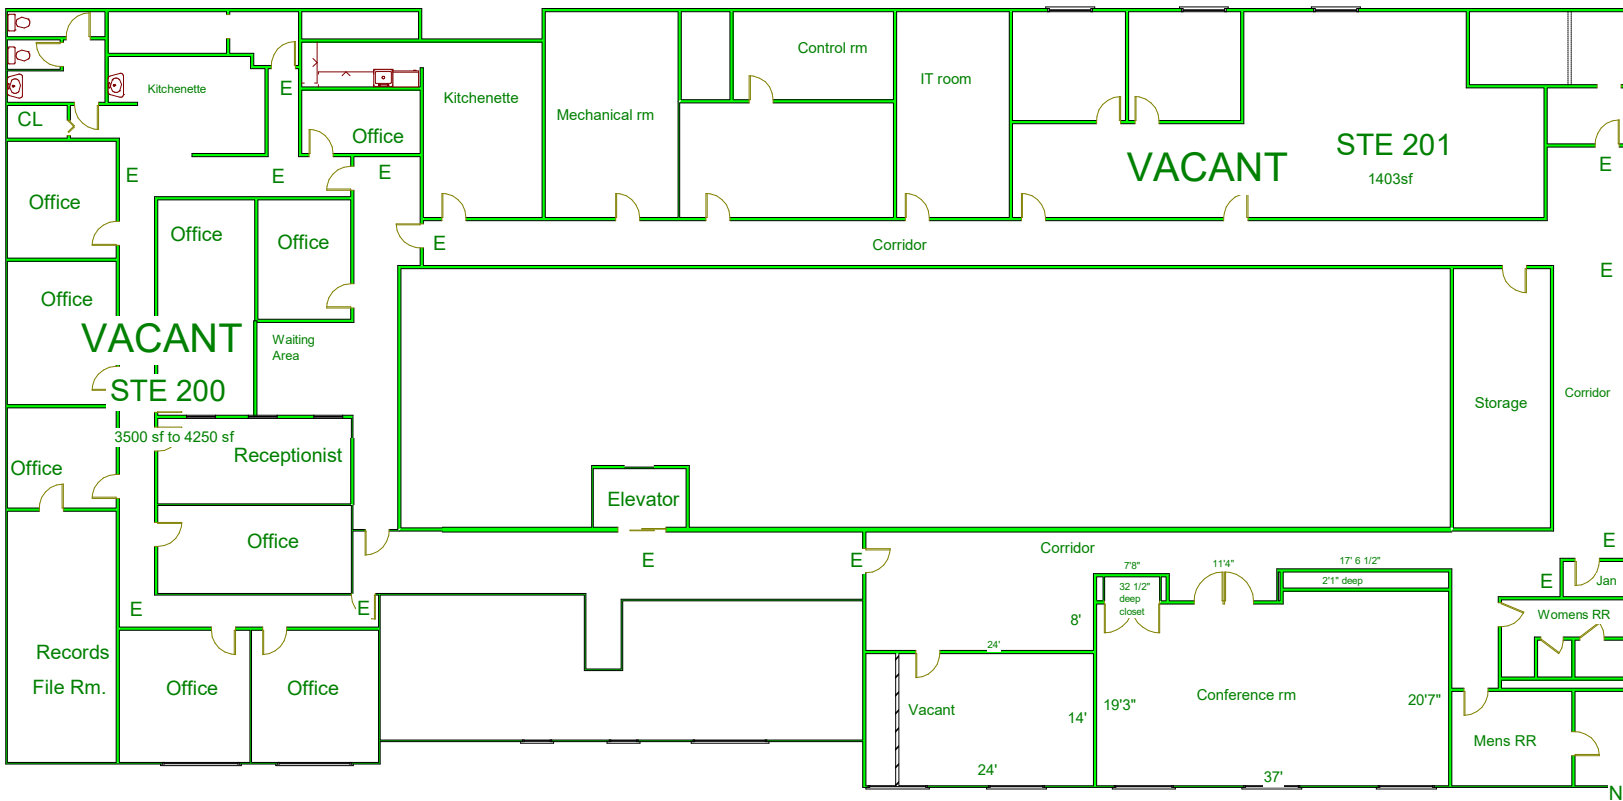 Control rm
IT room
Kitchenette
E
Kitchenette
Mechanical rm
CL
Office
STE 201
VACANT
1403sf
E
E
E
E
Office
Office
Office
E
Corridor
E
Office
VACANT
Waiting
Area
STE 200
Corridor
Storage
3500 sf to 4250 sf
Receptionist
Office
Elevator
Office
E
E
Corridor
E
7'8"
11'4"
17' 6 1/2"
32 1/2"
deep
closet
2'1" deep
E
Jan
E
E
8'
Womens RR
24'
Records
File Rm.
Office
Office
Vacant
14'
19'3"
Conference rm
20'7"
Mens RR
24'
37'
N